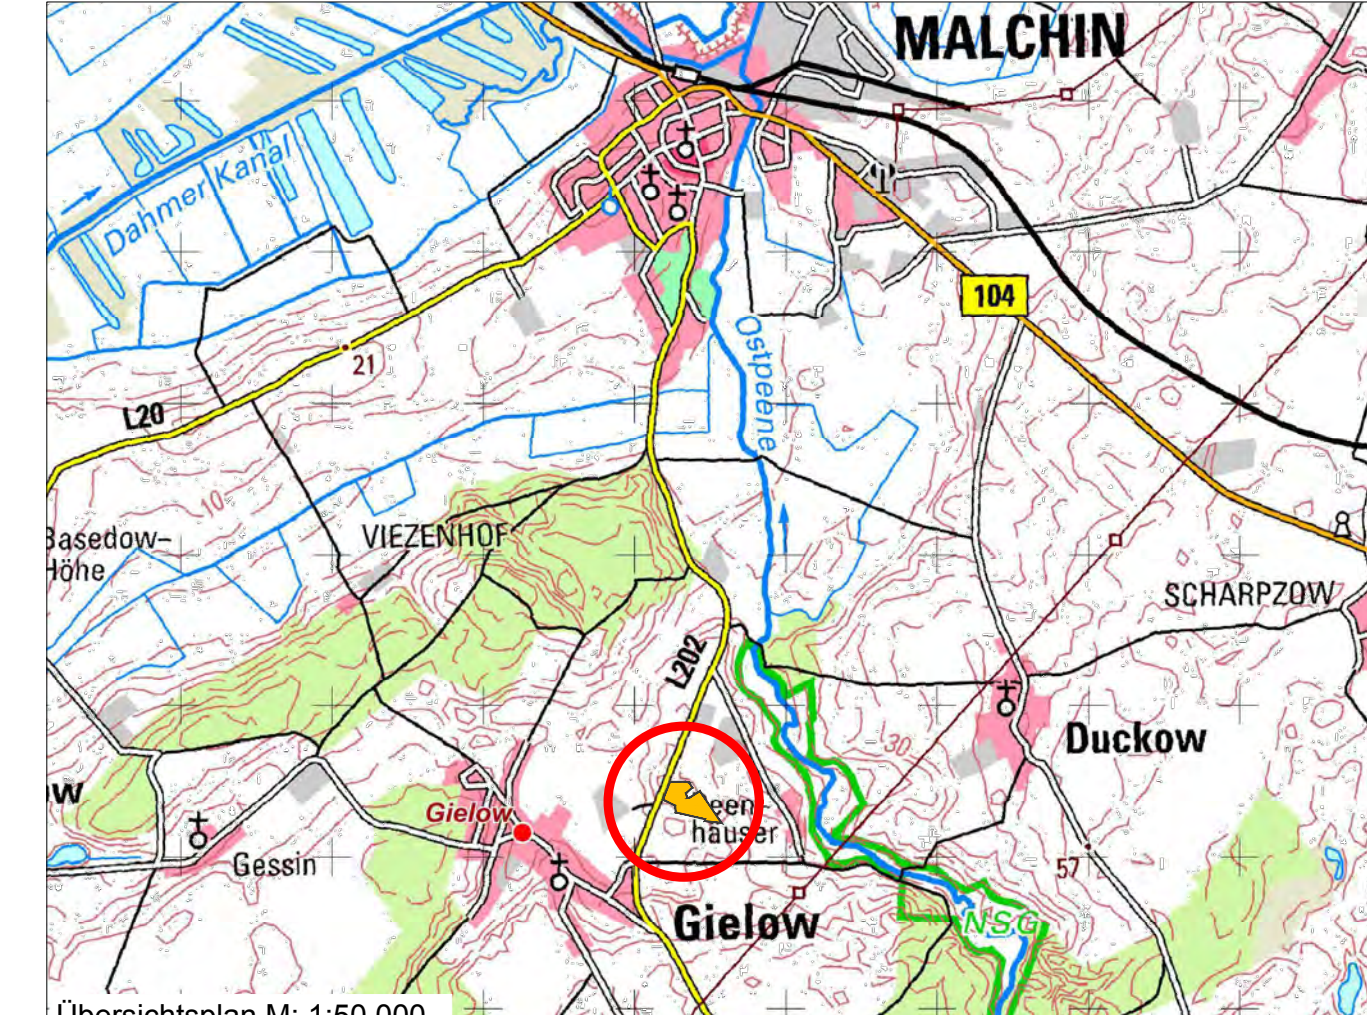 MALCHIN
Dahmer Kanal
104
Ostpeene
21
L20
10
VIEZENHOF
Höhe
SCHARPZOW
L202
30
Duckow
Gielow
häuser
Gessin
57
Gielow
NSG
Übersichtsplan M: 1:50.000